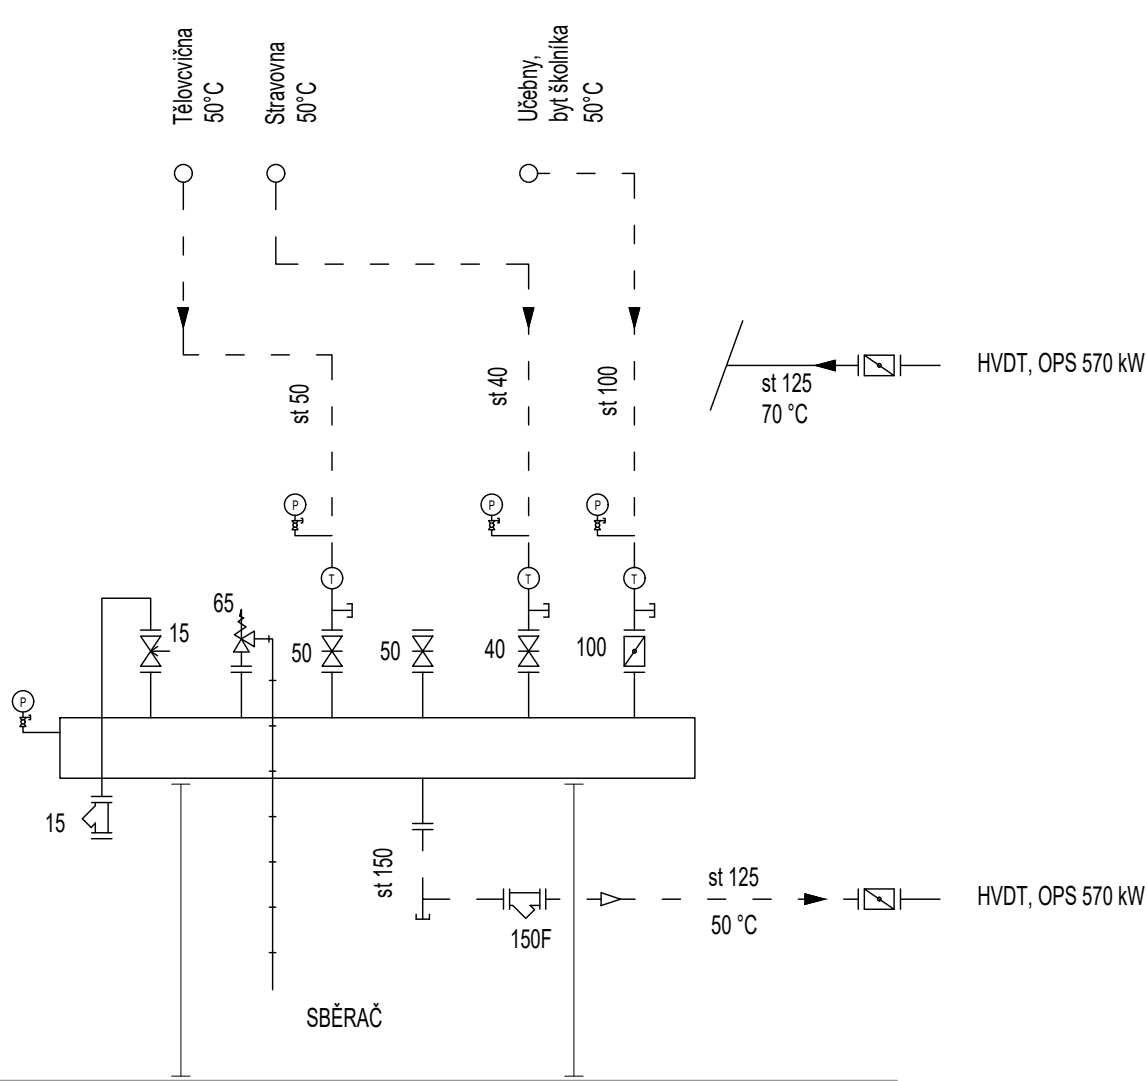 Tělovcvična
50°C
Stravovna
50°C
Učebny,
byt školníka
50°C
HVDT, OPS 570 kW
st 125
70 °C
st 50
st 40
st 100
P
P
P
T
T
T
65
15
50
50
40
100
P
15
st 150
st 125
HVDT, OPS 570 kW
50 °C
150F
SBĚRAČ